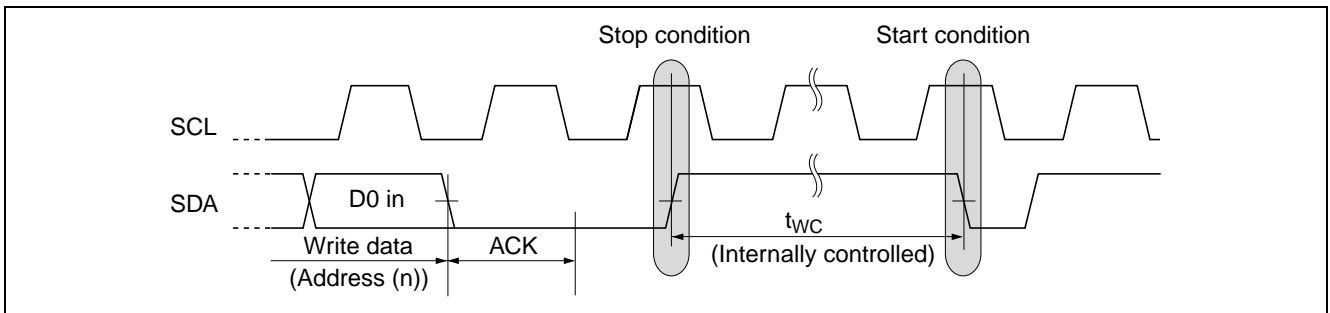 Stop condition
Start condition
SCL
SDA
D0 in
Write data
(Address (n))
ACK
tWC
(Internally controlled)